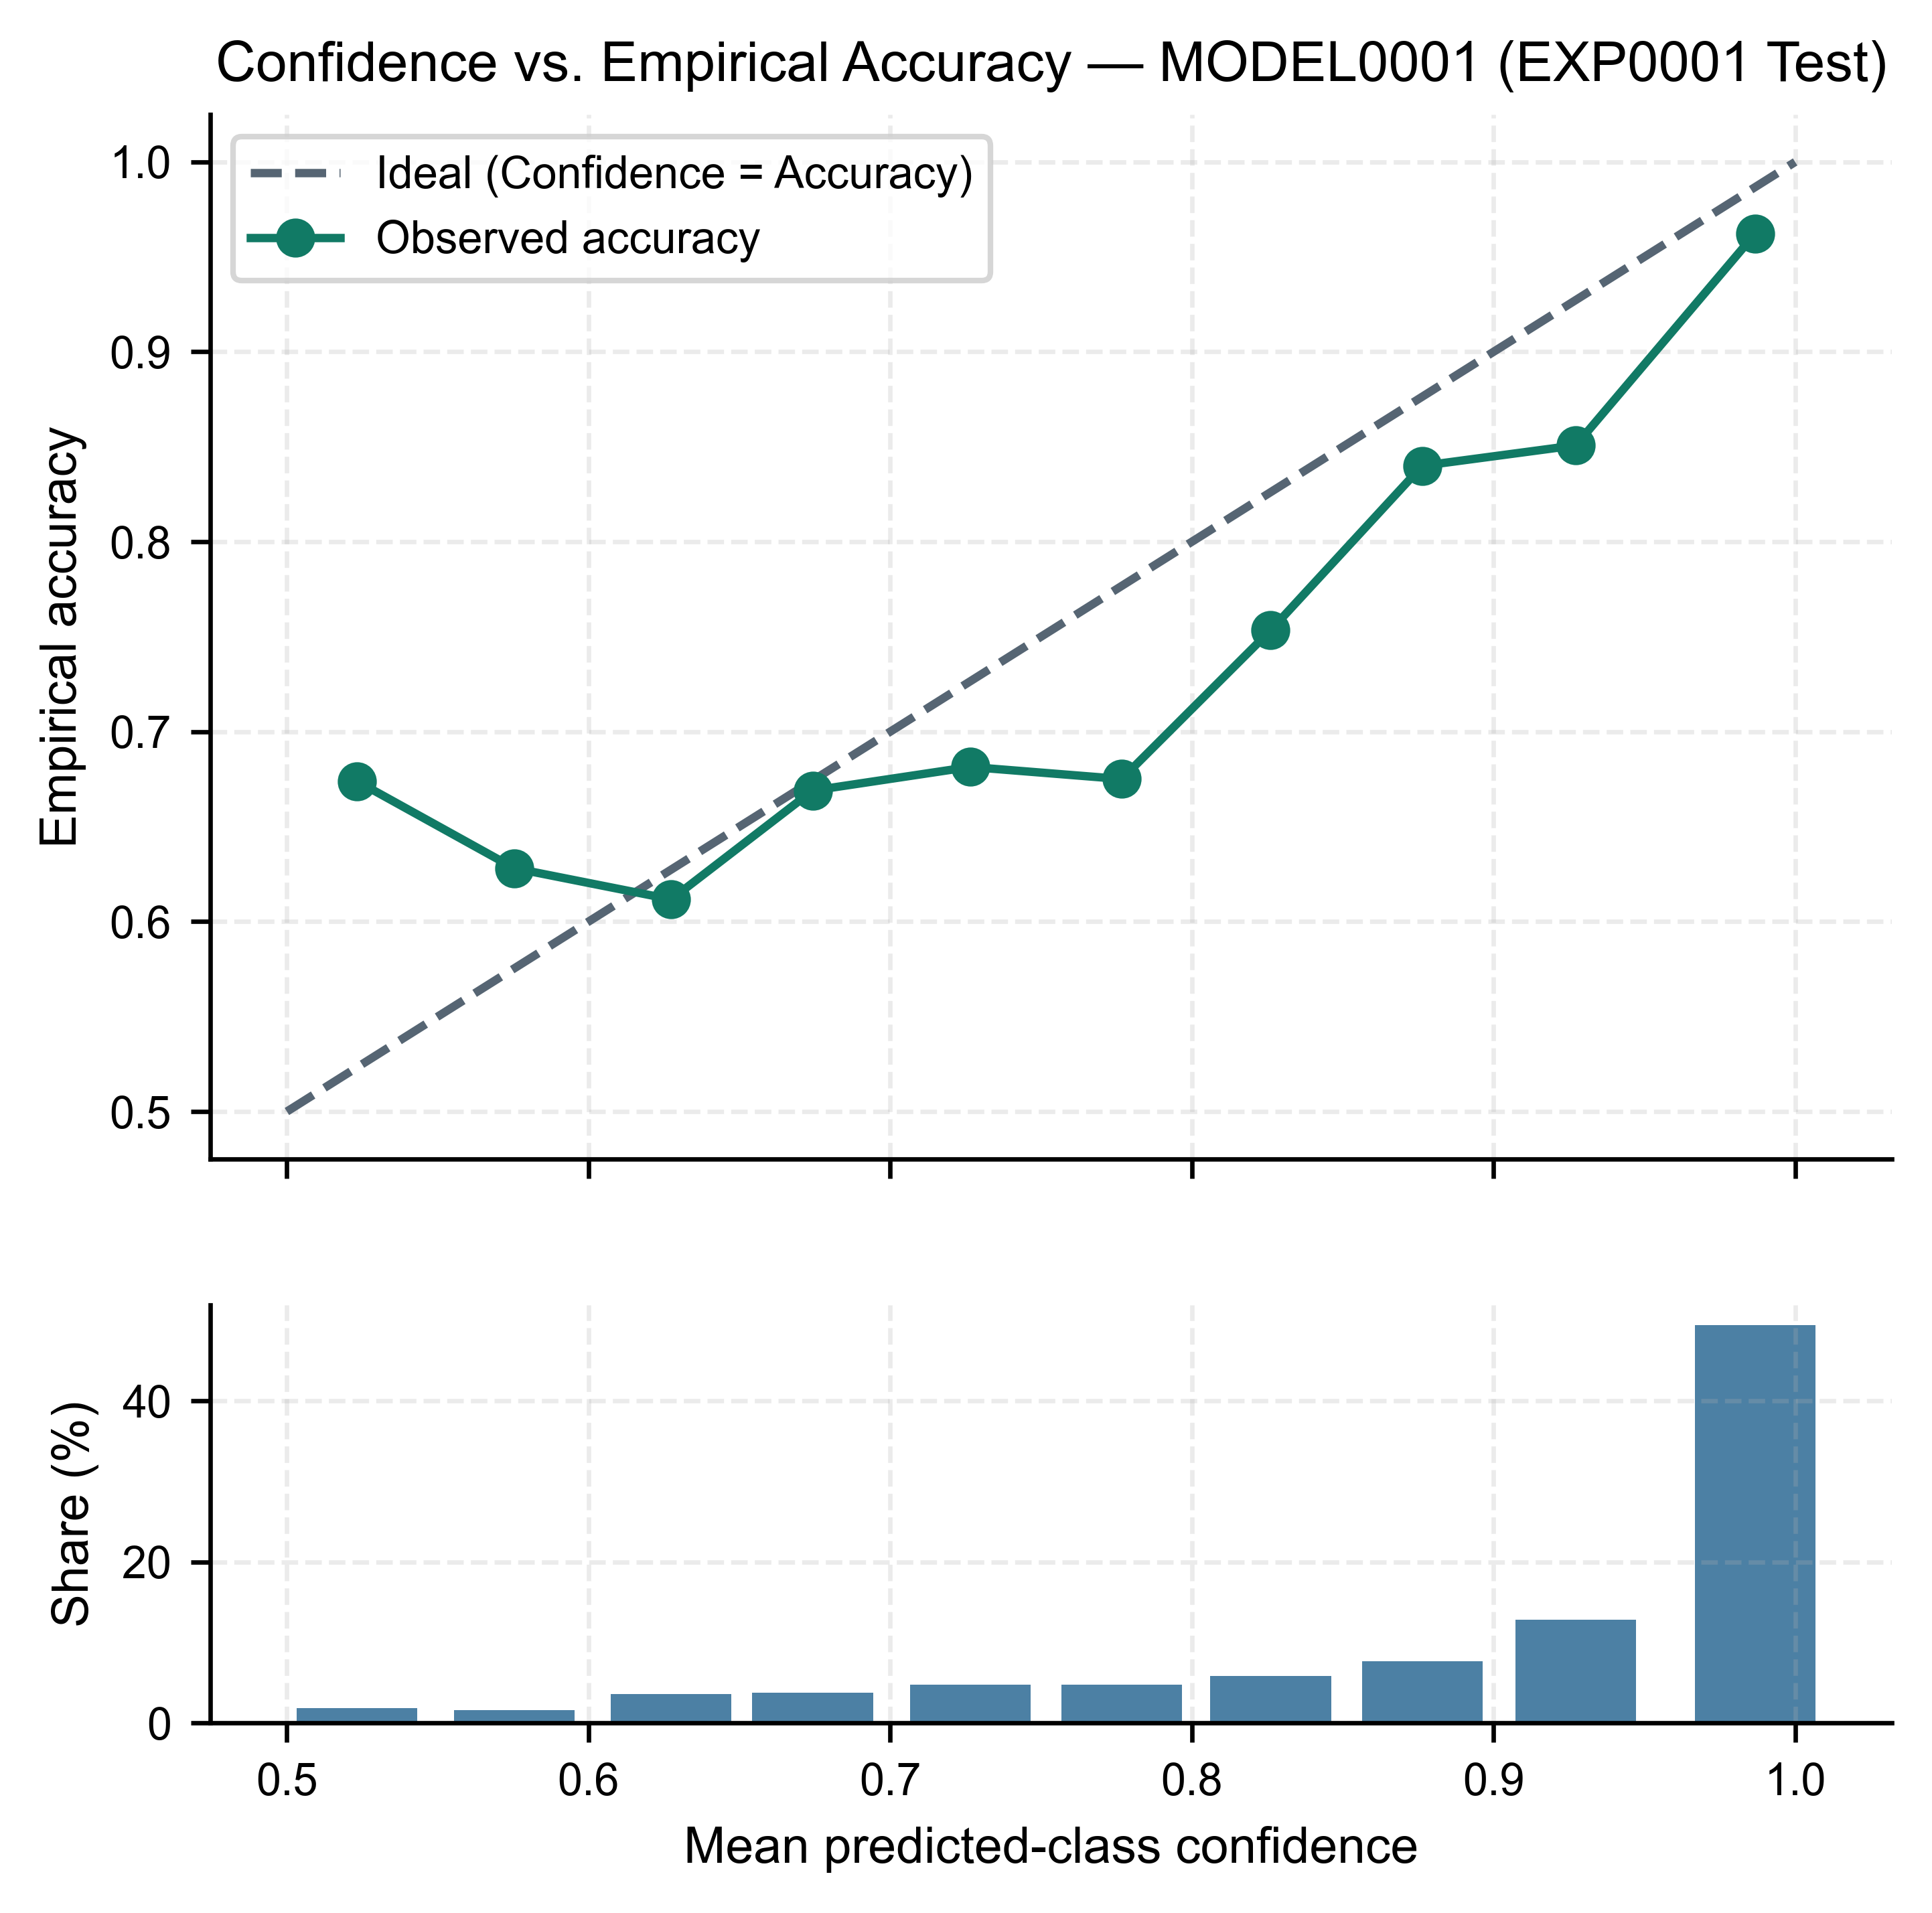 Confidence vs. Empirical Accuracy — MODEL0001 (EXP0001 Test)
Ideal (Confidence = Accuracy)
Observed accuracy
Empirical accuracy
1.0
0.9
0.8
0.7
0.6
0.5
Share (%)
40
20
0
0.5 0.6 0.7 0.8 0.9 1.0
Mean predicted-class confidence